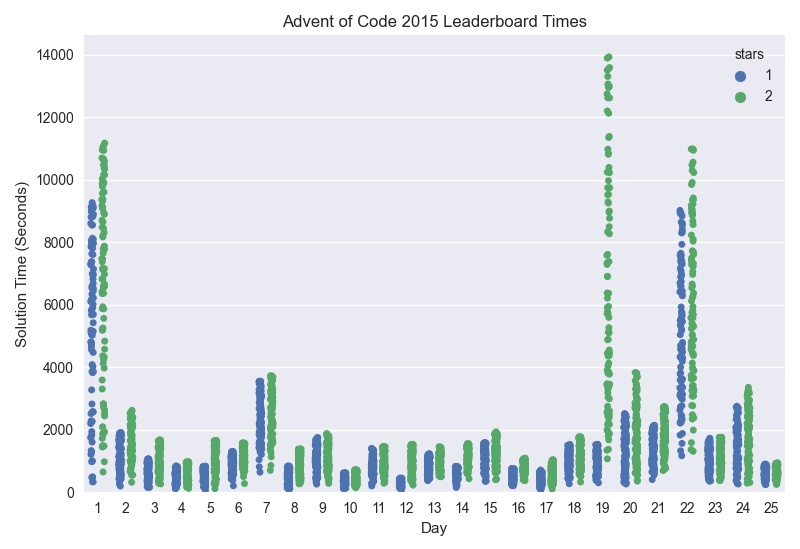 Advent of Code 2015 Leaderboard Times
stars
1
2
Solution Time (Seconds)
14000
12000
10000
8000
6000
4000
2000
0
1 2 3 4 5 6 7 8 9 10 11 12 13 14 15 16 17 18 19 20 21 22 23 24 25
Day